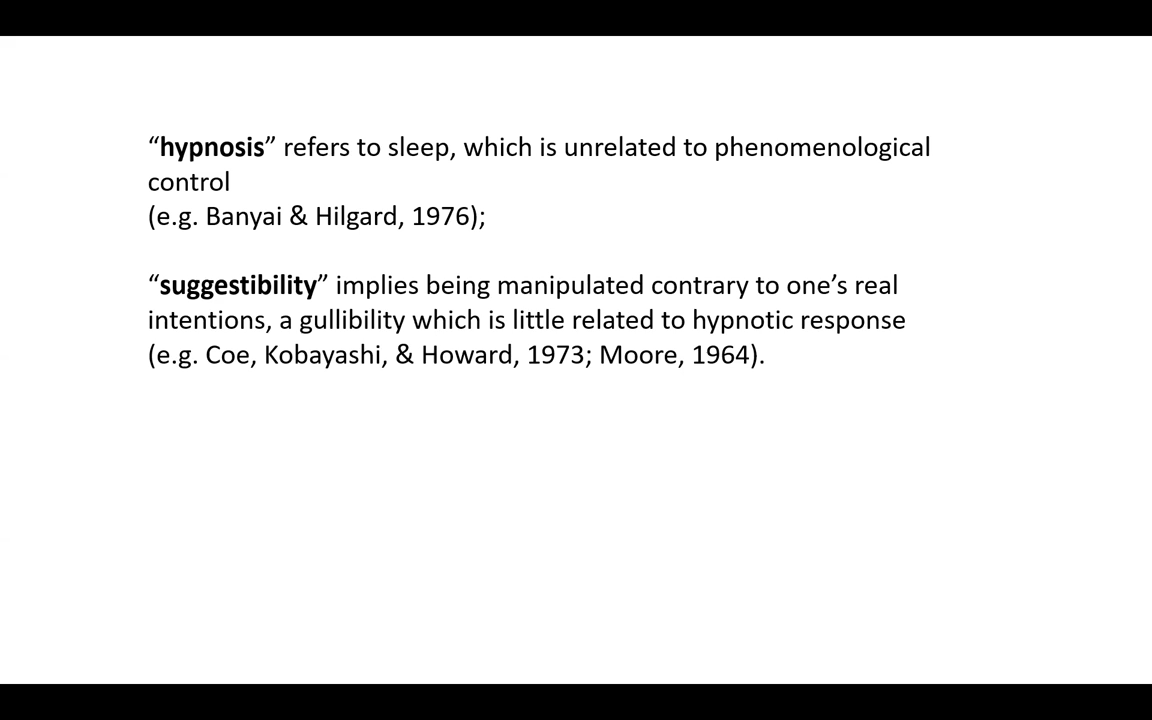 “hypnosis” refers to sleep, which is unrelated to phenomenological
control
(e.g. Banyai & Hilgard, 1976);
“suggestibility” implies being manipulated contrary to one’s real
intentions, a gullibility which is little related to hypnotic response
(e.g. Coe, Kobayashi, & Howard, 1973; Moore, 1964).